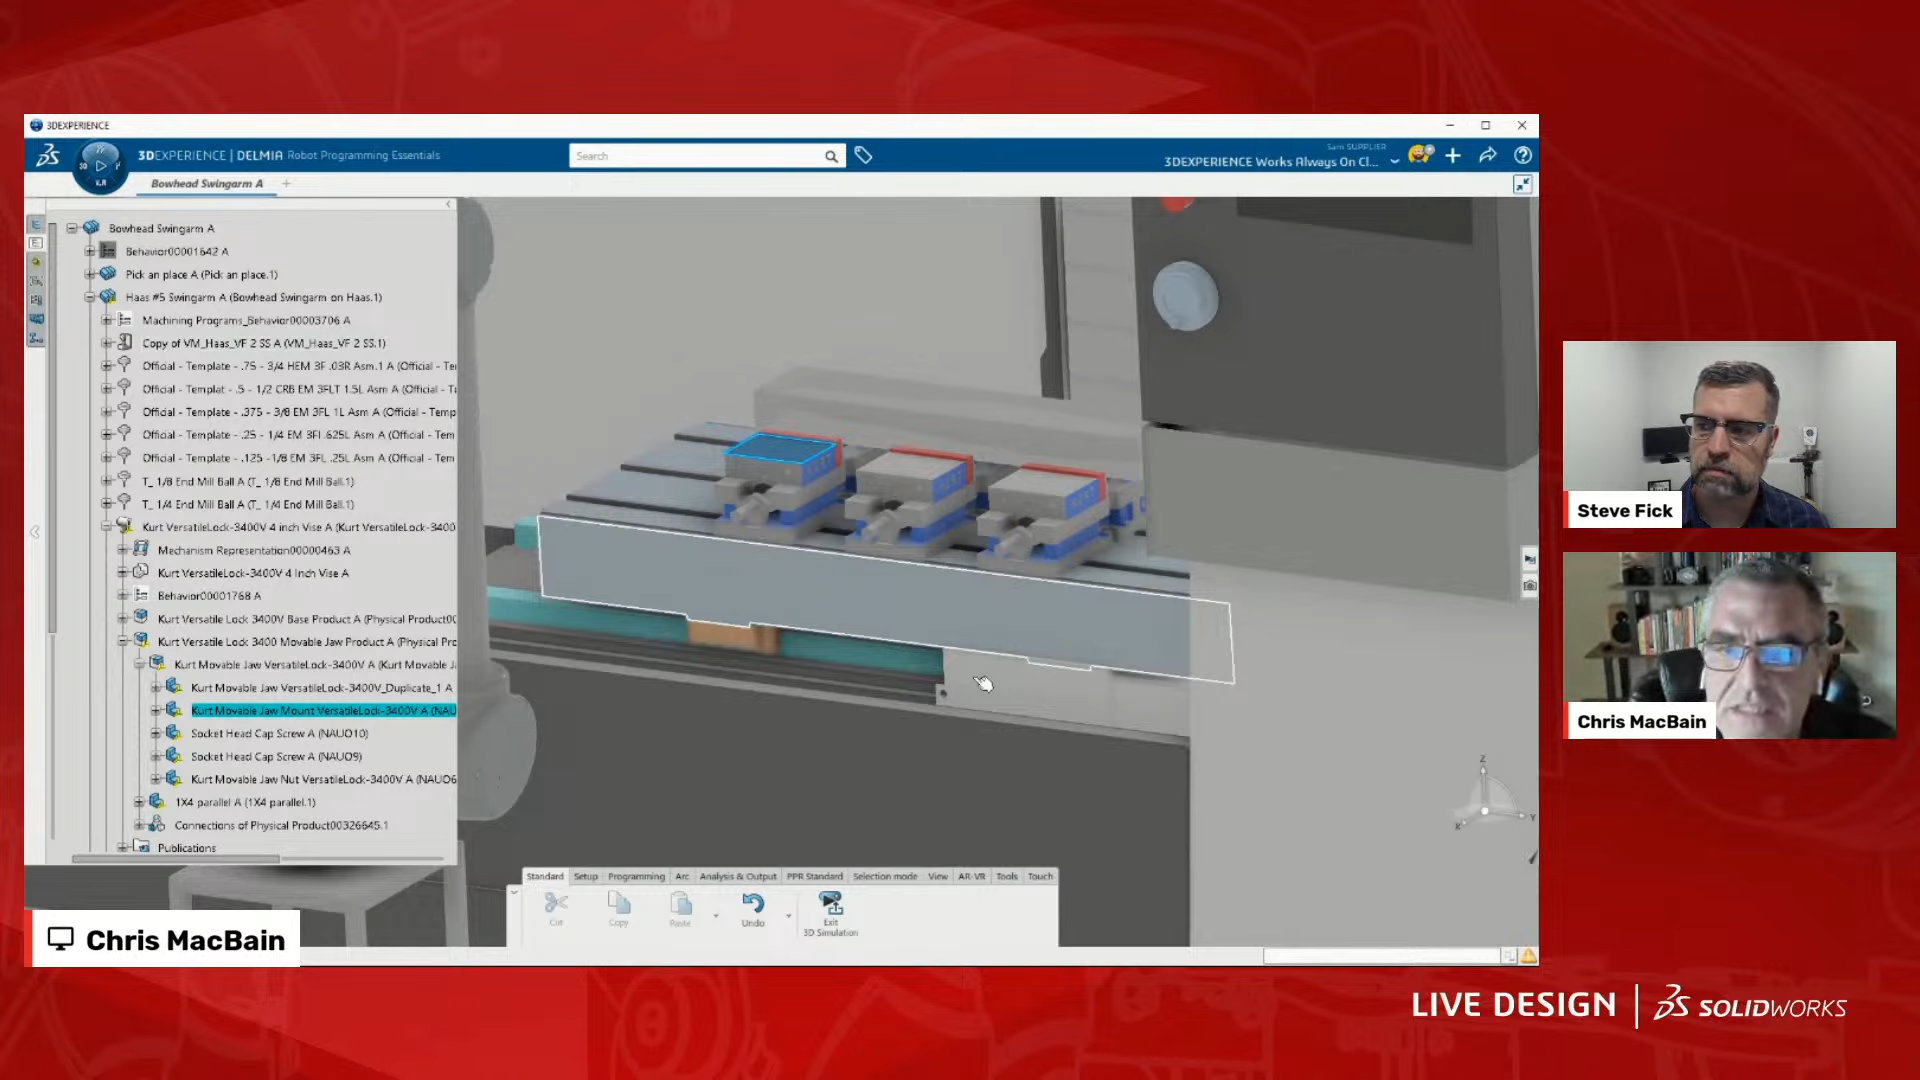 3DEXPERIENCE
3DEXPERIENCE | DELMIA Robot Programming Essentials
Search
Sam SUPPLIER
3DEXPERIENCE Works Always On Cl...
3D
V.R
Bowhead Swingarm A
Bowhead Swingarm A
Behavior00001642 A
Pick an place A (Pick an place.1)
Haas #5 Swingarm A (Bowhead Swingarm on Haas.1)
Machining Programs_Behavior00003706 A
Copy of VM_Haas_VF 2 SS A (VM_Haas_VF 2 SS.1)
Official - Template - .75 - 3/4 HEM 3F .03R Asm.1 A (Official - Te
Official - Templat - .5 - 1/2 CRB EM 3FLT 1.5L Asm A (Official - T
Official - Template - .375 - 3/8 EM 3FL 1L Asm A (Official - Temp
Official - Template - .25 - 1/4 EM 3Fl .625L Asm A (Official - Tem
Official - Template - .125 -1/8 EM 3FL .25L Asm A (Official - Tem
T_ 1/8 End Mill Ball A (T_ 1/8 End Mill Ball.1)
T_ 1/4 End Mill Ball A (T_ 1/4 End Mill Ball.1)
Kurt VersatileLock-3400V 4 inch Vise A (Kurt VersatileLock-3400
Mechanism Representation00000463 A
Kurt VersatileLock-3400V 4 Inch Vise A
Behavior00001768 A
Kurt Versatile Lock 3400V Base Product A (Physical Product00
Kurt Versatile Lock 3400 Movable Jaw Product A (Physical Prc
Kurt Movable Jaw VersatileLock-3400V A (Kurt Movable J
Kurt Movable Jaw VersatileLock-3400V_Duplicate_1 A
Kurt Movable Jaw Mount VersatileLock-3400V A (NAU
Socket Head Cap Screw A (NAUO10)
Socket Head Cap Screw A (NAUO9)
Kurt Movable Jaw Nut VersatileLock-3400V A (NAUO6
1X4 parallel A (1X4 parallel.1)
Connections of Physical Product00326645.1
Publications
Z
Y
X
Standard Setup Programming Arc Analysis & Output PPR Standard Selection mode View AR-VR Tools Touch
Cut Copy Paste Undo Exit
3D Simulation
Steve Fick
Chris MacBain
Chris MacBain
LIVE DESIGN | SOLIDWORKS